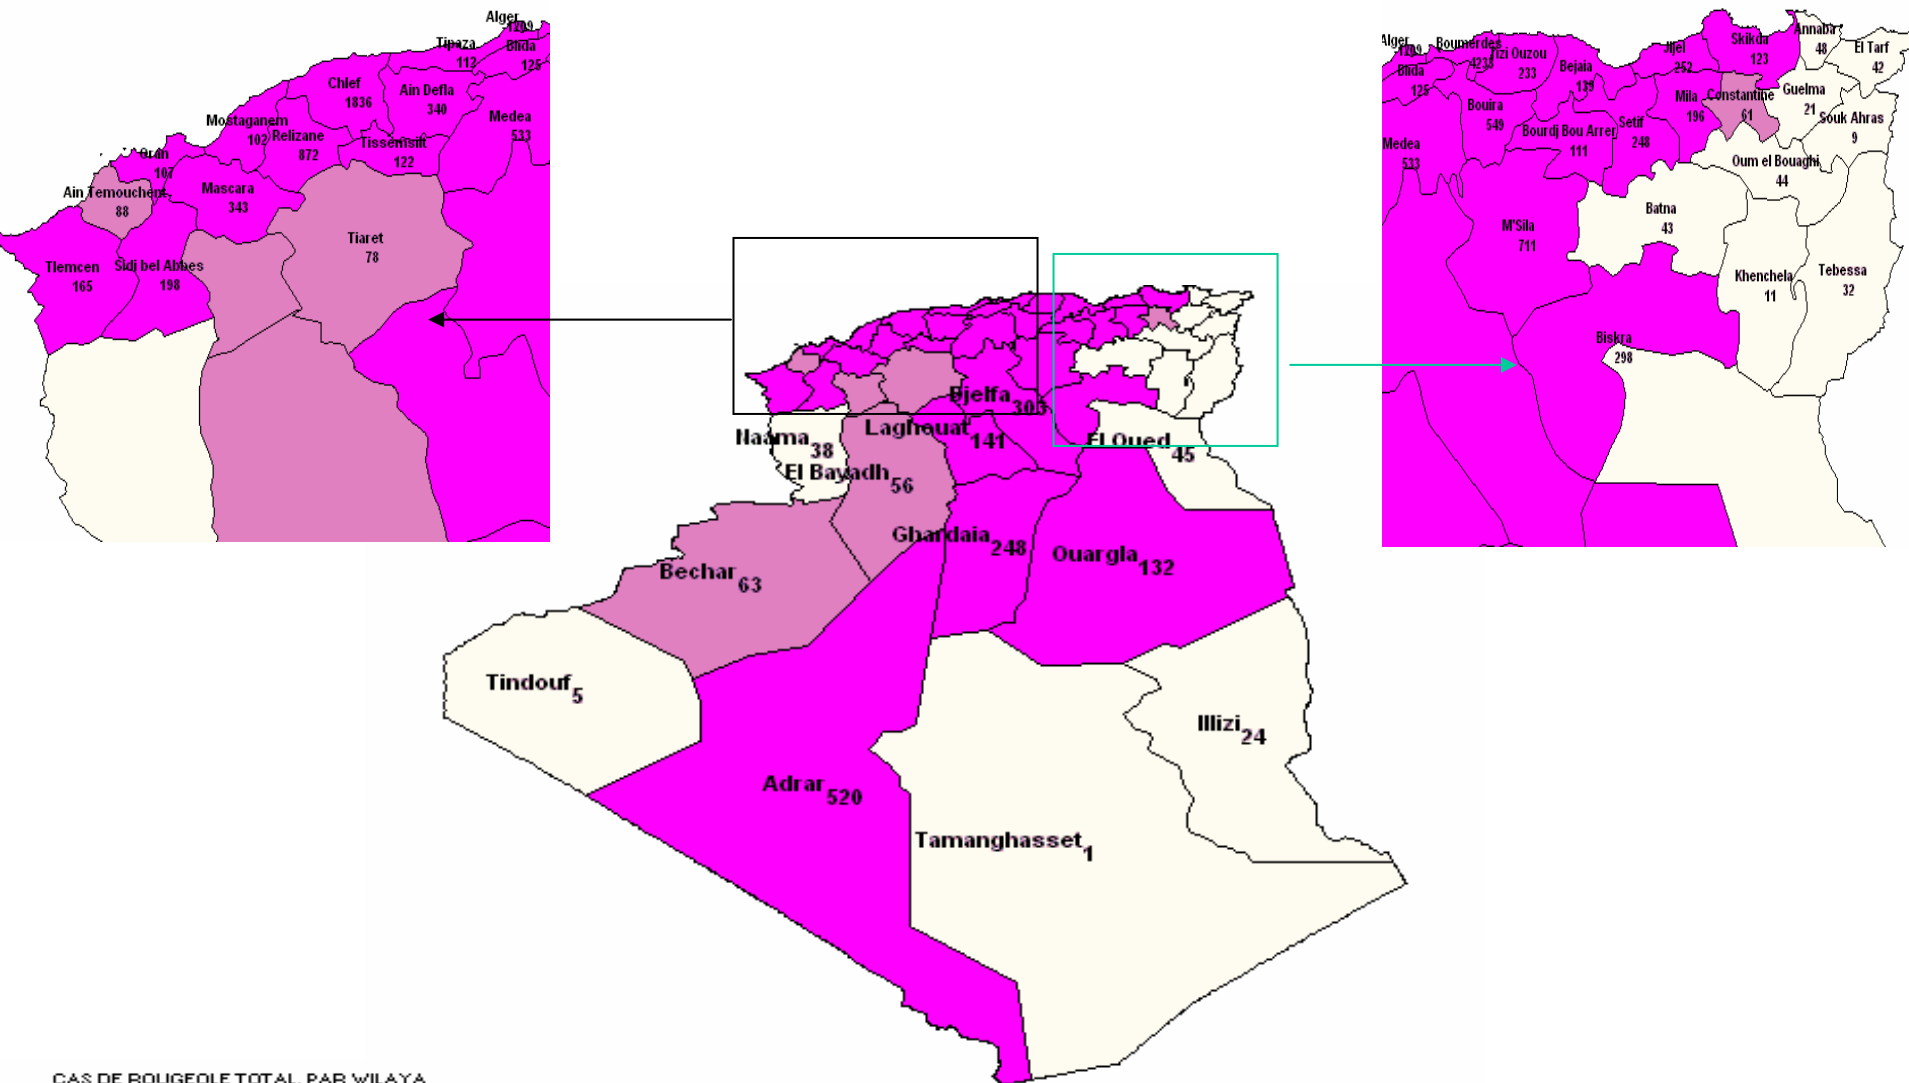 Alger
1209
Tipaza
112
Blida
125
Chlef
1836
Ain Defla
340
Medea
533
Mostaganem
102
Relizane
872
Tissemsilt
122
Oran
107
Ain Temouchent
88
Mascara
343
Tiaret
78
Tlemcen
165
Sidi bel Abbes
198
Alger
1209
Boumerdes
4233
Tizi Ouzou
233
Blida
125
Bejaia
139
Jijel
252
Skikda
123
Annaba
48
El Tarf
42
Bouira
549
Bourdj Bou Arrer
111
Setif
248
Mila
196
Constantine
61
Guelma
21
Souk Ahras
9
Medea
533
Oum el Bouaghi
44
M'Sila
711
Batna
43
Khenchela
11
Tebessa
32
Biskra
298
Djelfa 303
Laghouat 141
Naama 38
El Bayadh 56
El Oued 45
Ghardaia 248
Ouargla 132
Bechar 63
Tindouf 5
Illizi 24
Adrar 520
Tamanghasset 1
CAS DE ROUGEOLE TOTAL, PAR WILAYA